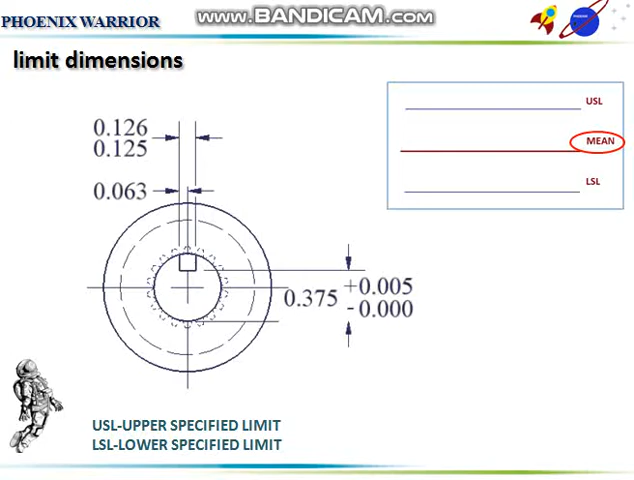 www.BANDICAM.com
PHOENIX WARRIOR
limit dimensions
USL
MEAN
LSL
0.126
0.125
0.063
0.375 +0.005
-0.000
USL-UPPER SPECIFIED LIMIT
LSL-LOWER SPECIFIED LIMIT